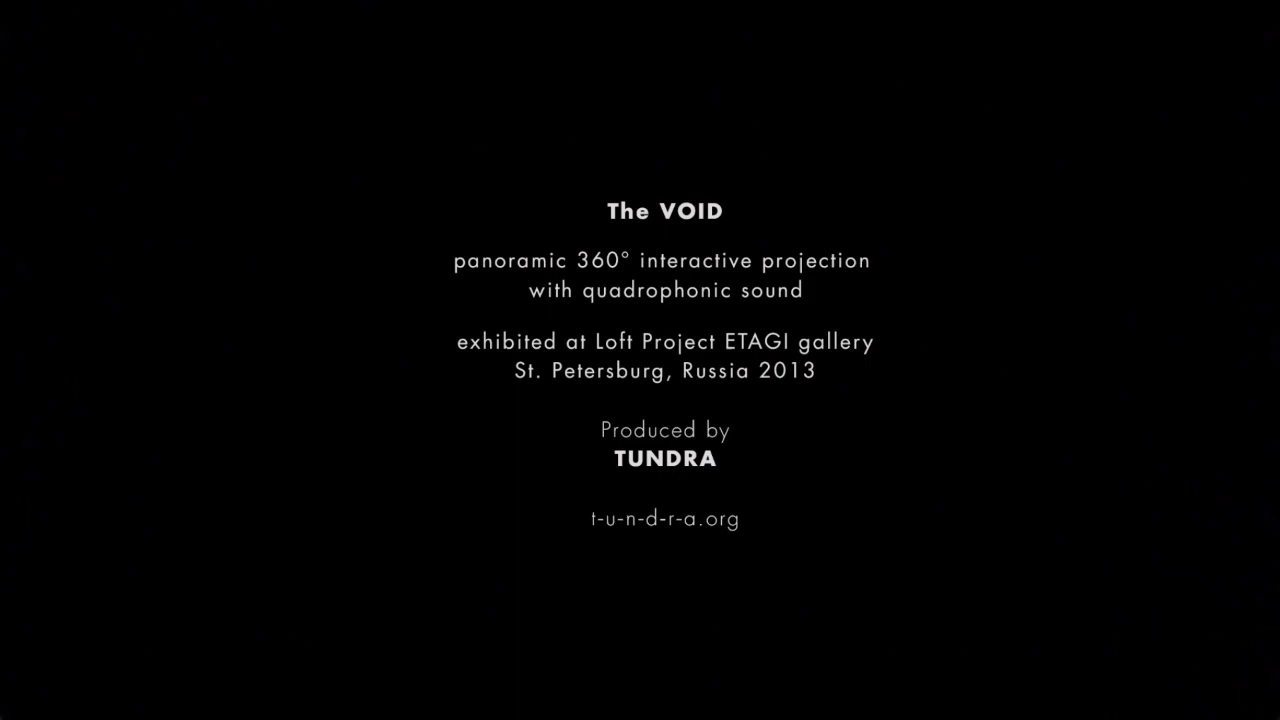 The VOID
panoramic 360° interactive projection
with quadrophonic sound
exhibited at Loft Project ETAGI gallery
St. Petersburg, Russia 2013
Produced by
TUNDRA
t-u-n-d-r-a.org